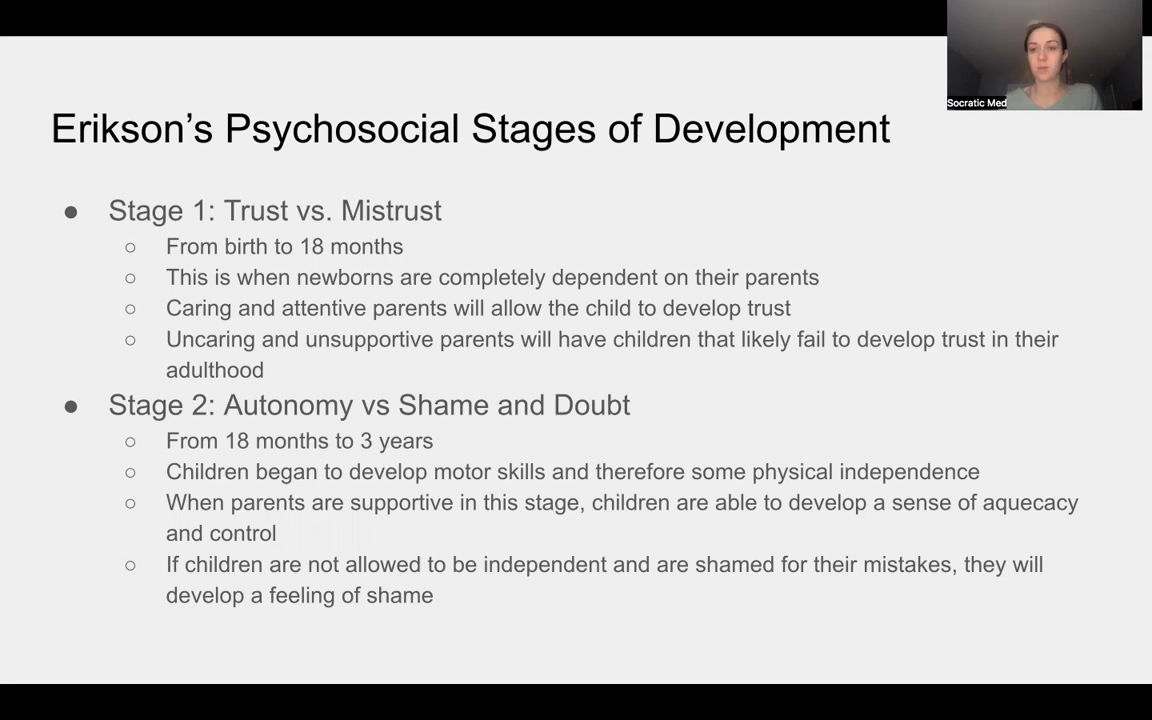 Socratic Med
Erikson’s Psychosocial Stages of Development
● Stage 1: Trust vs. Mistrust
○ From birth to 18 months
○ This is when newborns are completely dependent on their parents
○ Caring and attentive parents will allow the child to develop trust
○ Uncaring and unsupportive parents will have children that likely fail to develop trust in their
adulthood
● Stage 2: Autonomy vs Shame and Doubt
○ From 18 months to 3 years
○ Children began to develop motor skills and therefore some physical independence
○ When parents are supportive in this stage, children are able to develop a sense of aquecacy
and control
○ If children are not allowed to be independent and are shamed for their mistakes, they will
develop a feeling of shame